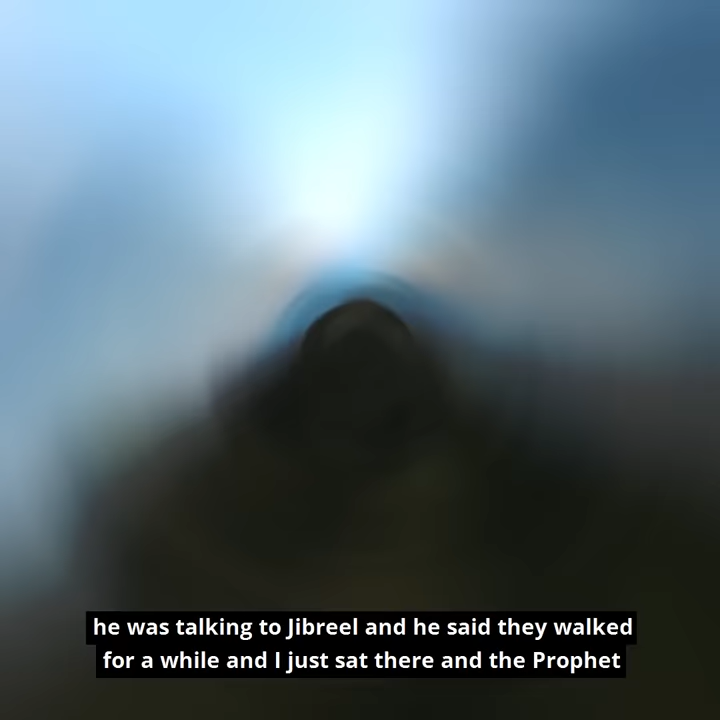 he was talking to Jibreel and he said they walked
for a while and I just sat there and the Prophet